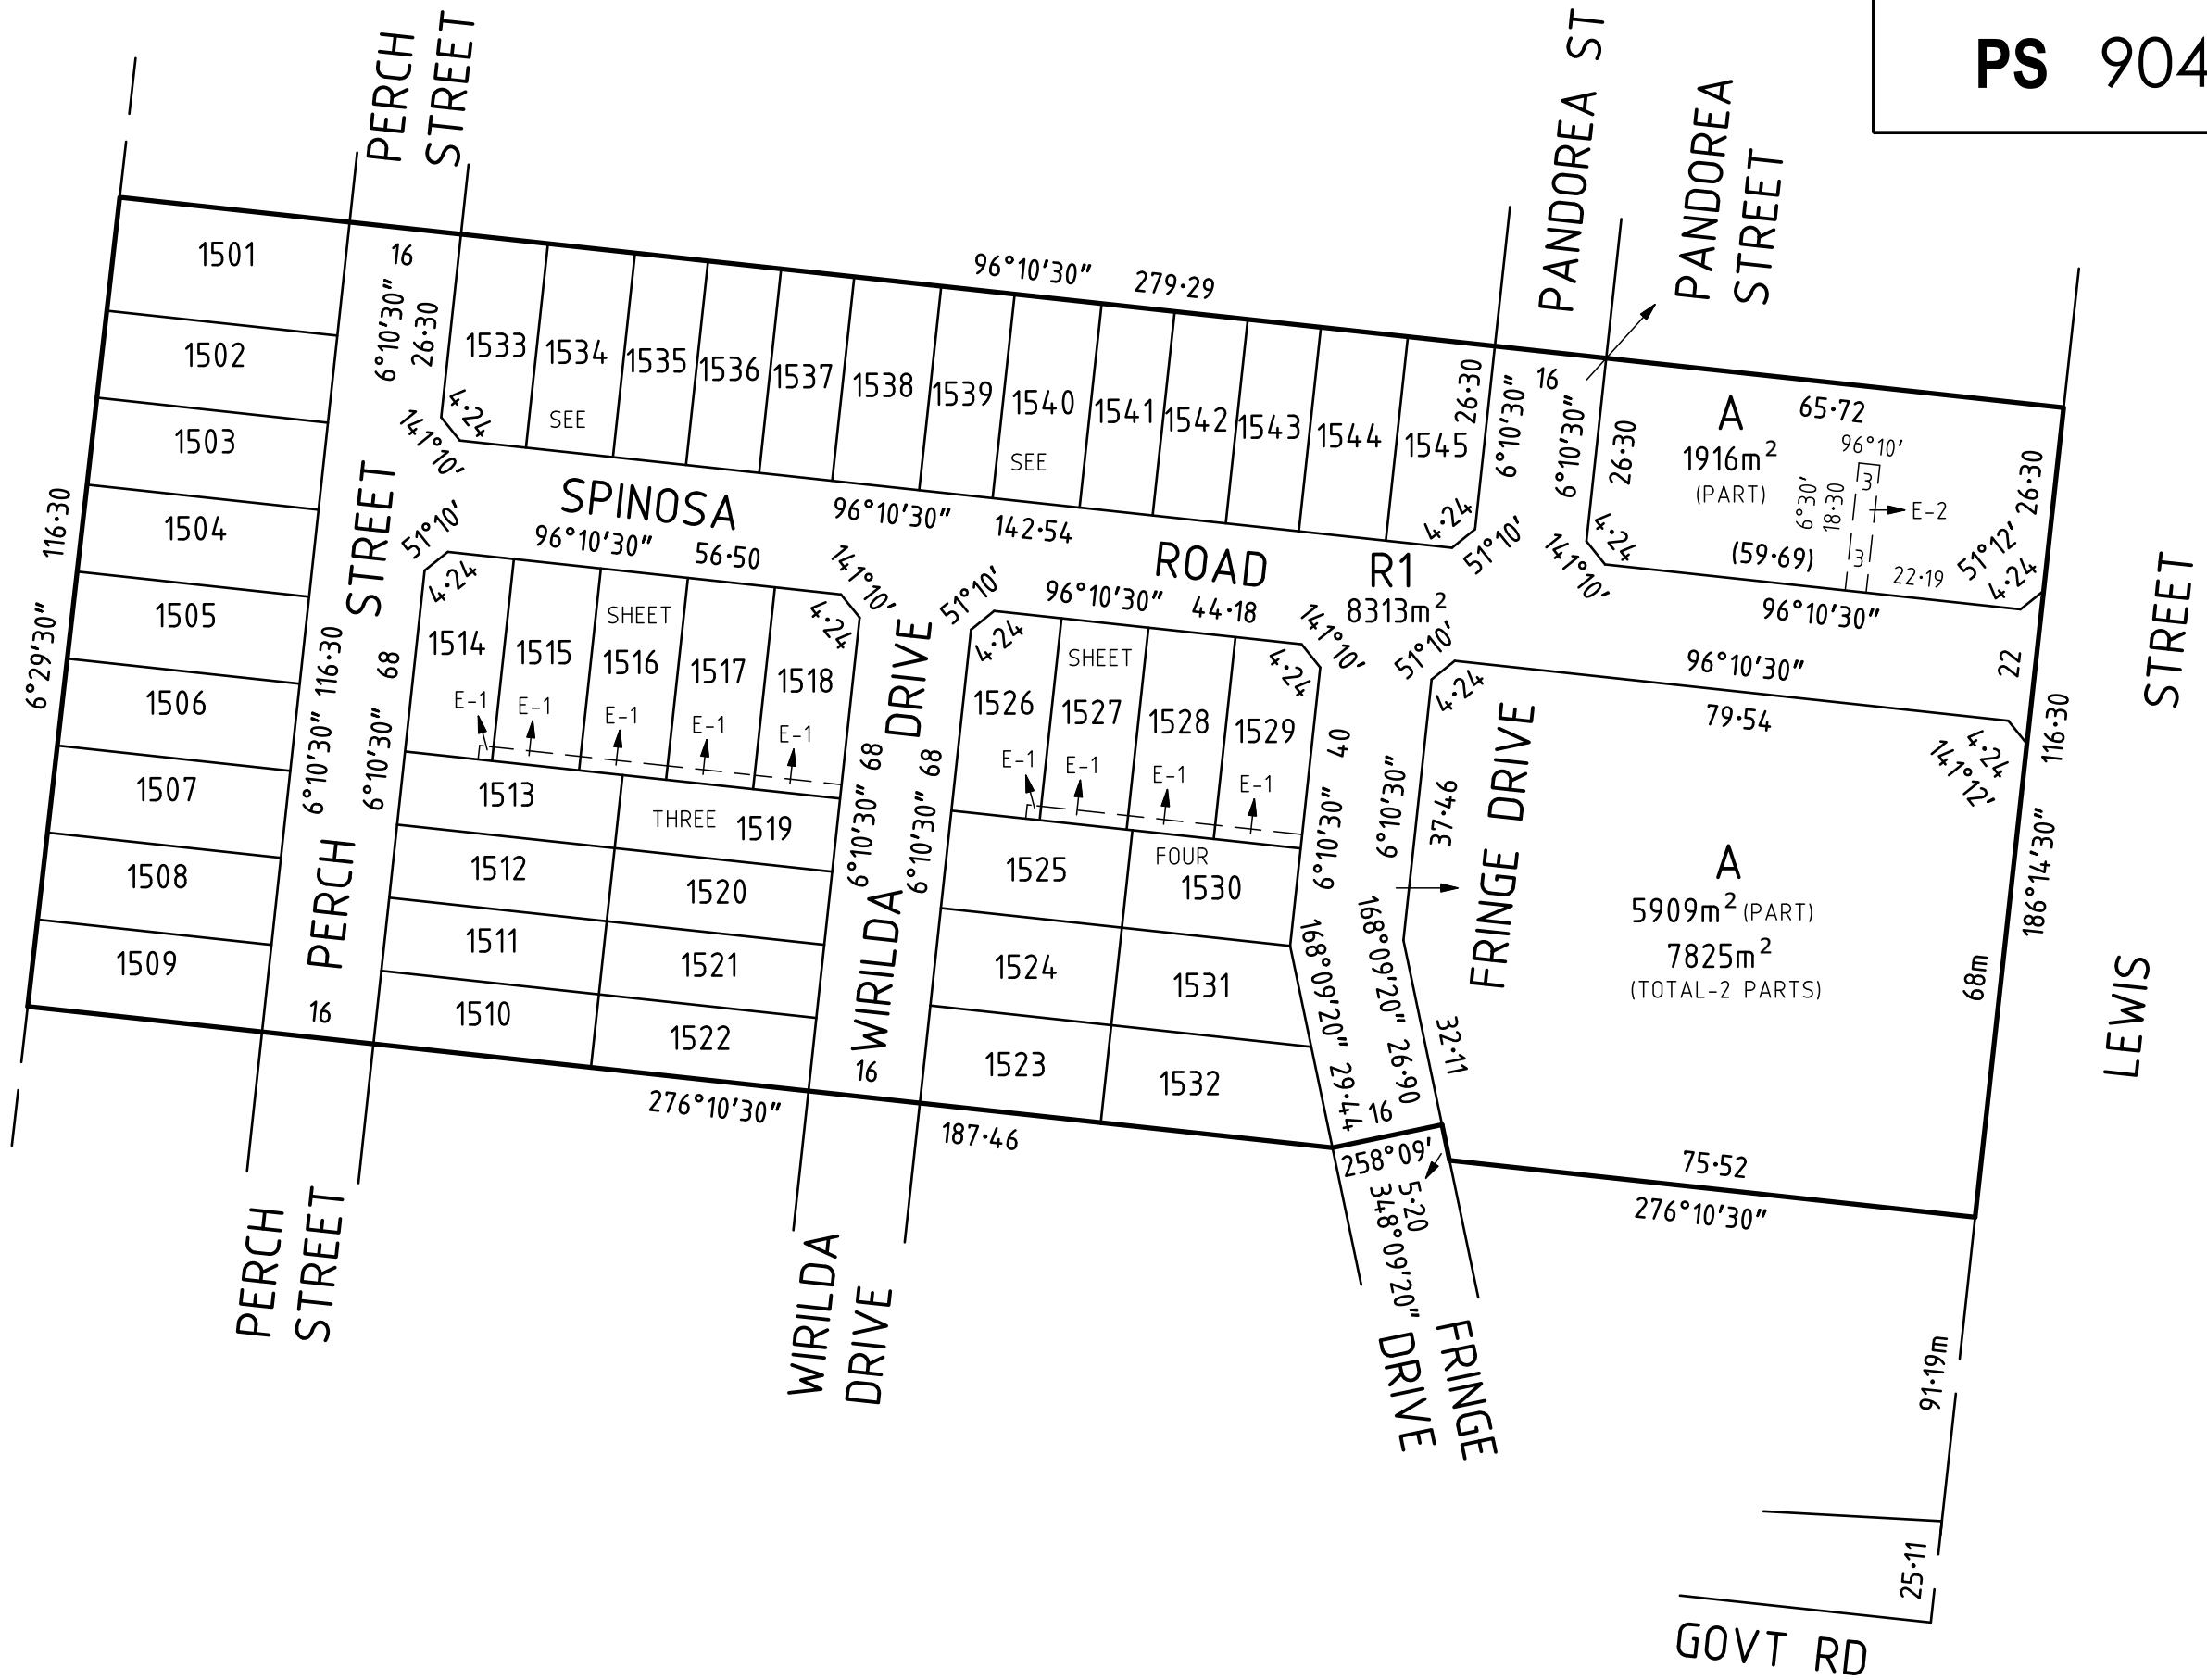 PS 904
PERCH
STREET
PANDOREA ST
PANDOREA
STREET
1501
1502
1503
1504
1505
1506
1507
1508
1509
116·30
6°29'30"
16
6°10'30"
26·30
4·24
141°10'
96°10'30" 279·29
1533
1534
SEE
1535
1536
1537
1538
1539
1540
SEE
1541
1542
1543
1544
1545
26·30
4·24
6°10'30"
51°10'
16
6°10'30"
26·30
4·24
141°10'
A
65·72
1916m²
(PART)
96°10'
3
6°30'
18·30
E-2
3
(59·69)
22·19
26·30
51°12'
4·24
96°10'30"
SPINOSA
96°10'30" 142·54
ROAD
R1
8313m²
PERCH STREET
6°10'30" 116·30
6°10'30" 68
16
51°10'
4·24
96°10'30" 56·50
4·24
141°10'
1514
1515
SHEET
1516
1517
1518
E-1
E-1
E-1
E-1
E-1
1513
THREE 1519
1512
1520
1511
1521
1510
1522
WIRILDA DRIVE
6°10'30" 68
6°10'30" 68
16
51°10'
4·24
96°10'30" 44·18
4·24
141°10'
1526
SHEET
1527
1528
1529
E-1
E-1
E-1
E-1
1525
FOUR
1530
1524
1531
1523
1532
6°10'30" 40
168°09'20" 29·44
6°10'30"
37·46
168°09'20" 26·90
32·11
16
FRINGE DRIVE
51°10'
4·24
96°10'30"
79·54
4·24
141°12'
22
116·30
186°14'30"
68m
A
5909m² (PART)
7825m²
(TOTAL-2 PARTS)
STREET
LEWIS
276°10'30"
187·46
258°09'
5·20
348°09'20"
75·52
276°10'30"
PERCH
STREET
WIRILDA
DRIVE
FRINGE
DRIVE
91·19m
25·11
GOVT RD